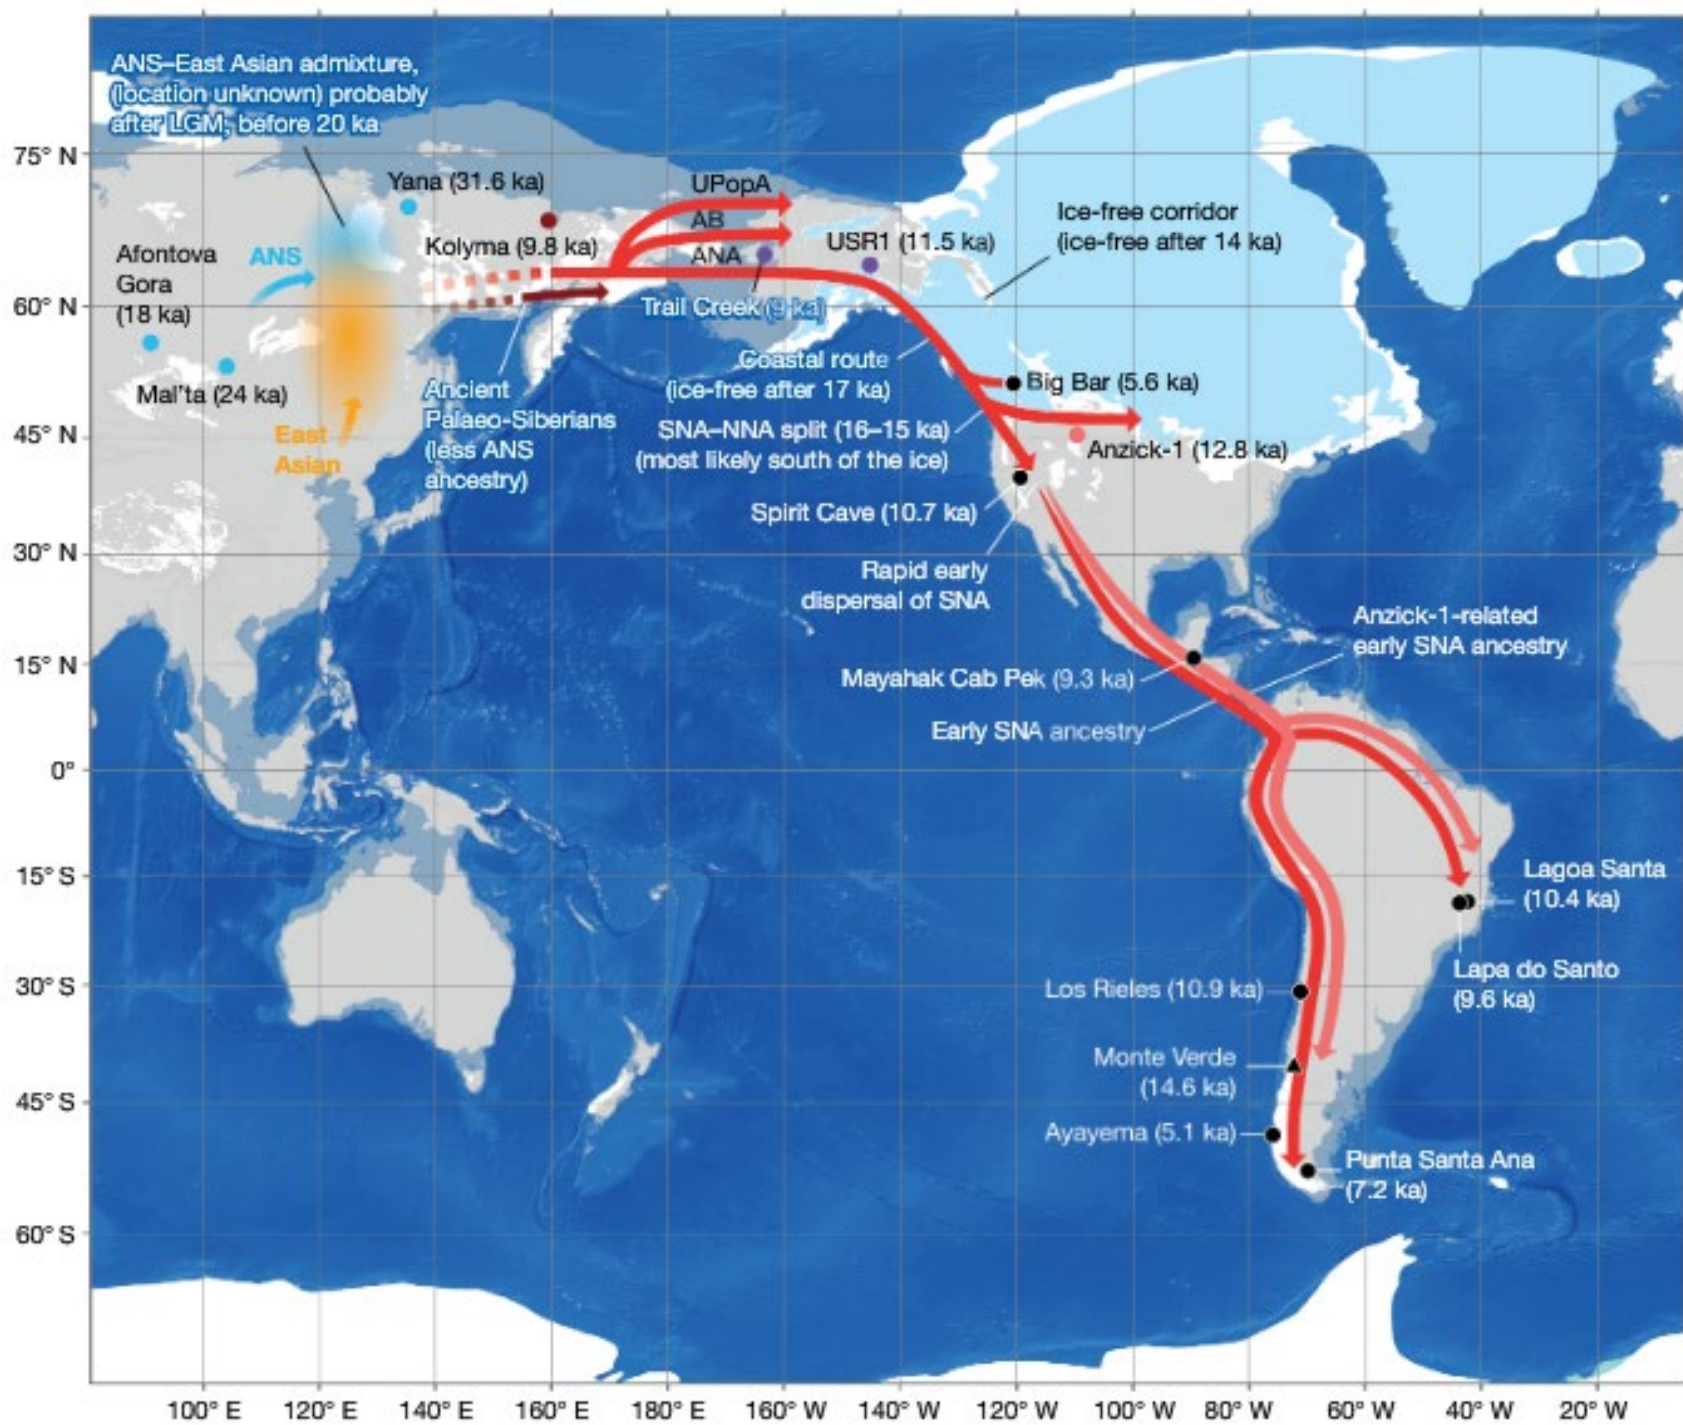 ANS–East Asian admixture,
(location unknown) probably
after LGM, before 20 ka
75° N
Yana (31.6 ka)
UPopA
AB
ANA
Kolyma (9.8 ka)
USR1 (11.5 ka)
Ice-free corridor
(ice-free after 14 ka)
Afontova
Gora
(18 ka)
ANS
60° N
Trail Creek (9 ka)
Mal'ta (24 ka)
Coastal route
(ice-free after 17 ka)
Big Bar (5.6 ka)
Ancient
Palaeo-Siberians
(less ANS
ancestry)
East
Asian
45° N
SNA–NNA split (16–15 ka)
(most likely south of the ice)
Anzick-1 (12.8 ka)
Spirit Cave (10.7 ka)
30° N
Rapid early
dispersal of SNA
Anzick-1-related
early SNA ancestry
15° N
Mayahak Cab Pek (9.3 ka)
Early SNA ancestry
0°
15° S
Lagoa Santa
(10.4 ka)
Lapa do Santo
(9.6 ka)
30° S
Los Rieles (10.9 ka)
Monte Verde
(14.6 ka)
45° S
Ayayema (5.1 ka)
Punta Santa Ana
(7.2 ka)
60° S
100° E 120° E 140° E 160° E 180° E 160° W 140° W 120° W 100° W 80° W 60° W 40° W 20° W